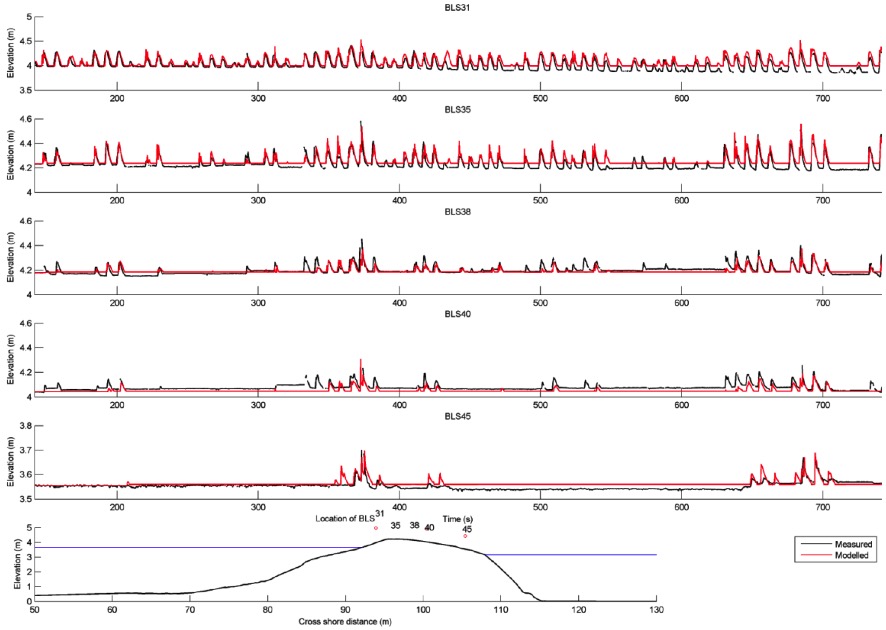 BLS31
5
4.5
4
3.5
Elevation (m)
200 300 400 500 600 700
BLS35
4.6
4.4
4.2
4
Elevation (m)
200 300 400 500 600 700
BLS38
4.6
4.4
4.2
4
Elevation (m)
200 300 400 500 600 700
BLS40
4.6
4.4
4.2
4
Elevation (m)
200 300 400 500 600 700
BLS45
3.8
3.7
3.6
3.5
Elevation (m)
200 300 400 500 600 700
Location of BLS 31 35 38 40 45
Time (s)
5
4
3
2
1
0
Elevation (m)
50 60 70 80 90 100 110 120 130
Cross shore distance (m)
Measured
Modelled